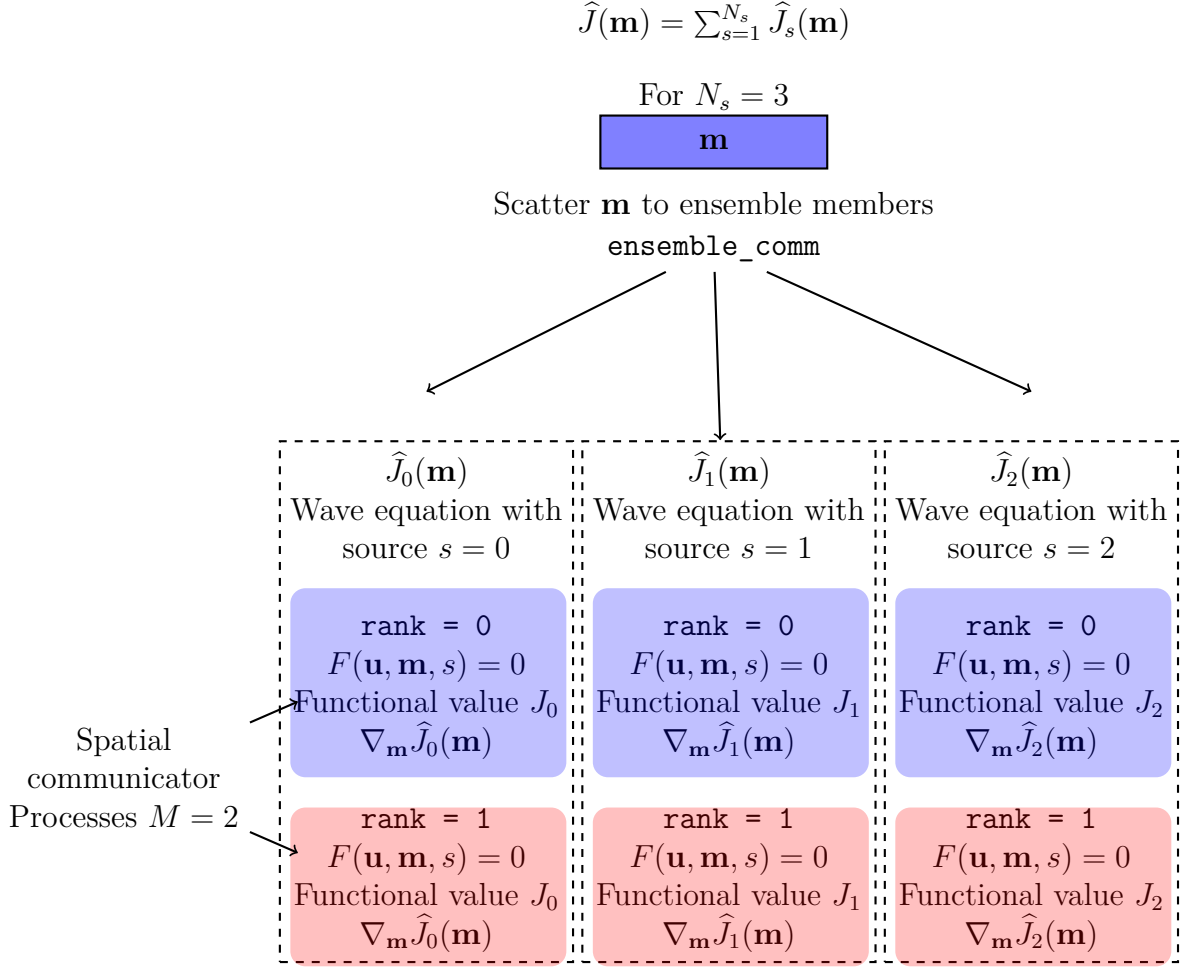 Ĵ(𝐦) = ∑_{s=1}^{N_s} Ĵ_s(𝐦)
For N_s = 3
𝐦
Scatter 𝐦 to ensemble members
ensemble_comm
Ĵ_0(𝐦)
Wave equation with
source s = 0
rank = 0
F(𝐮, 𝐦, s) = 0
Functional value J_0
∇_𝐦 Ĵ_0(𝐦)
rank = 1
F(𝐮, 𝐦, s) = 0
Functional value J_0
∇_𝐦 Ĵ_0(𝐦)
Ĵ_1(𝐦)
Wave equation with
source s = 1
rank = 0
F(𝐮, 𝐦, s) = 0
Functional value J_1
∇_𝐦 Ĵ_1(𝐦)
rank = 1
F(𝐮, 𝐦, s) = 0
Functional value J_1
∇_𝐦 Ĵ_1(𝐦)
Ĵ_2(𝐦)
Wave equation with
source s = 2
rank = 0
F(𝐮, 𝐦, s) = 0
Functional value J_2
∇_𝐦 Ĵ_2(𝐦)
rank = 1
F(𝐮, 𝐦, s) = 0
Functional value J_2
∇_𝐦 Ĵ_2(𝐦)
Spatial
communicator
Processes M = 2